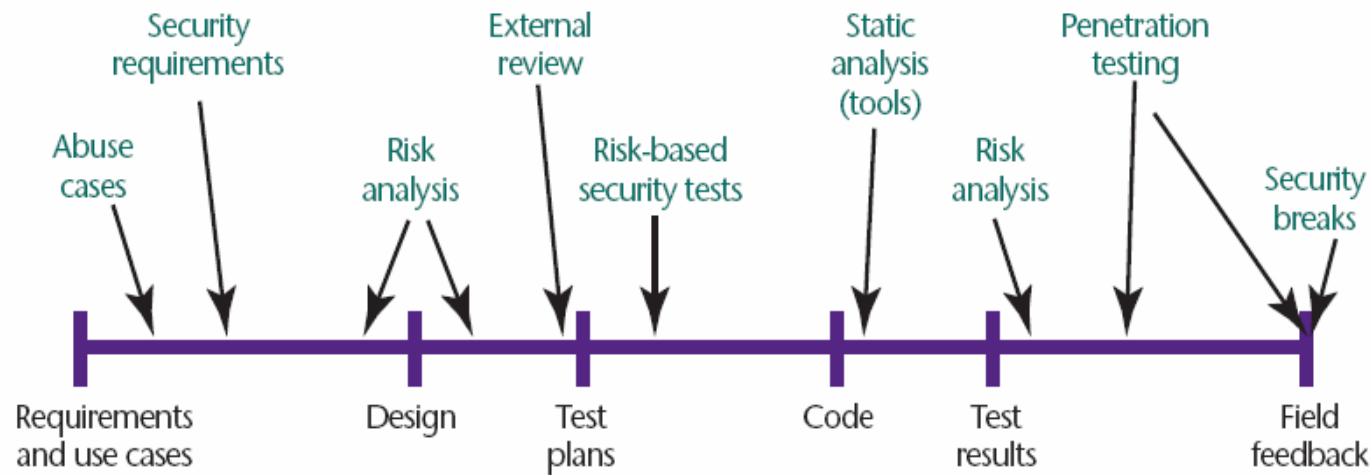 Security
requirements
External
review
Static
analysis
(tools)
Penetration
testing
Abuse
cases
Risk
analysis
Risk-based
security tests
Risk
analysis
Security
breaks
Requirements
and use cases
Design
Test
plans
Code
Test
results
Field
feedback